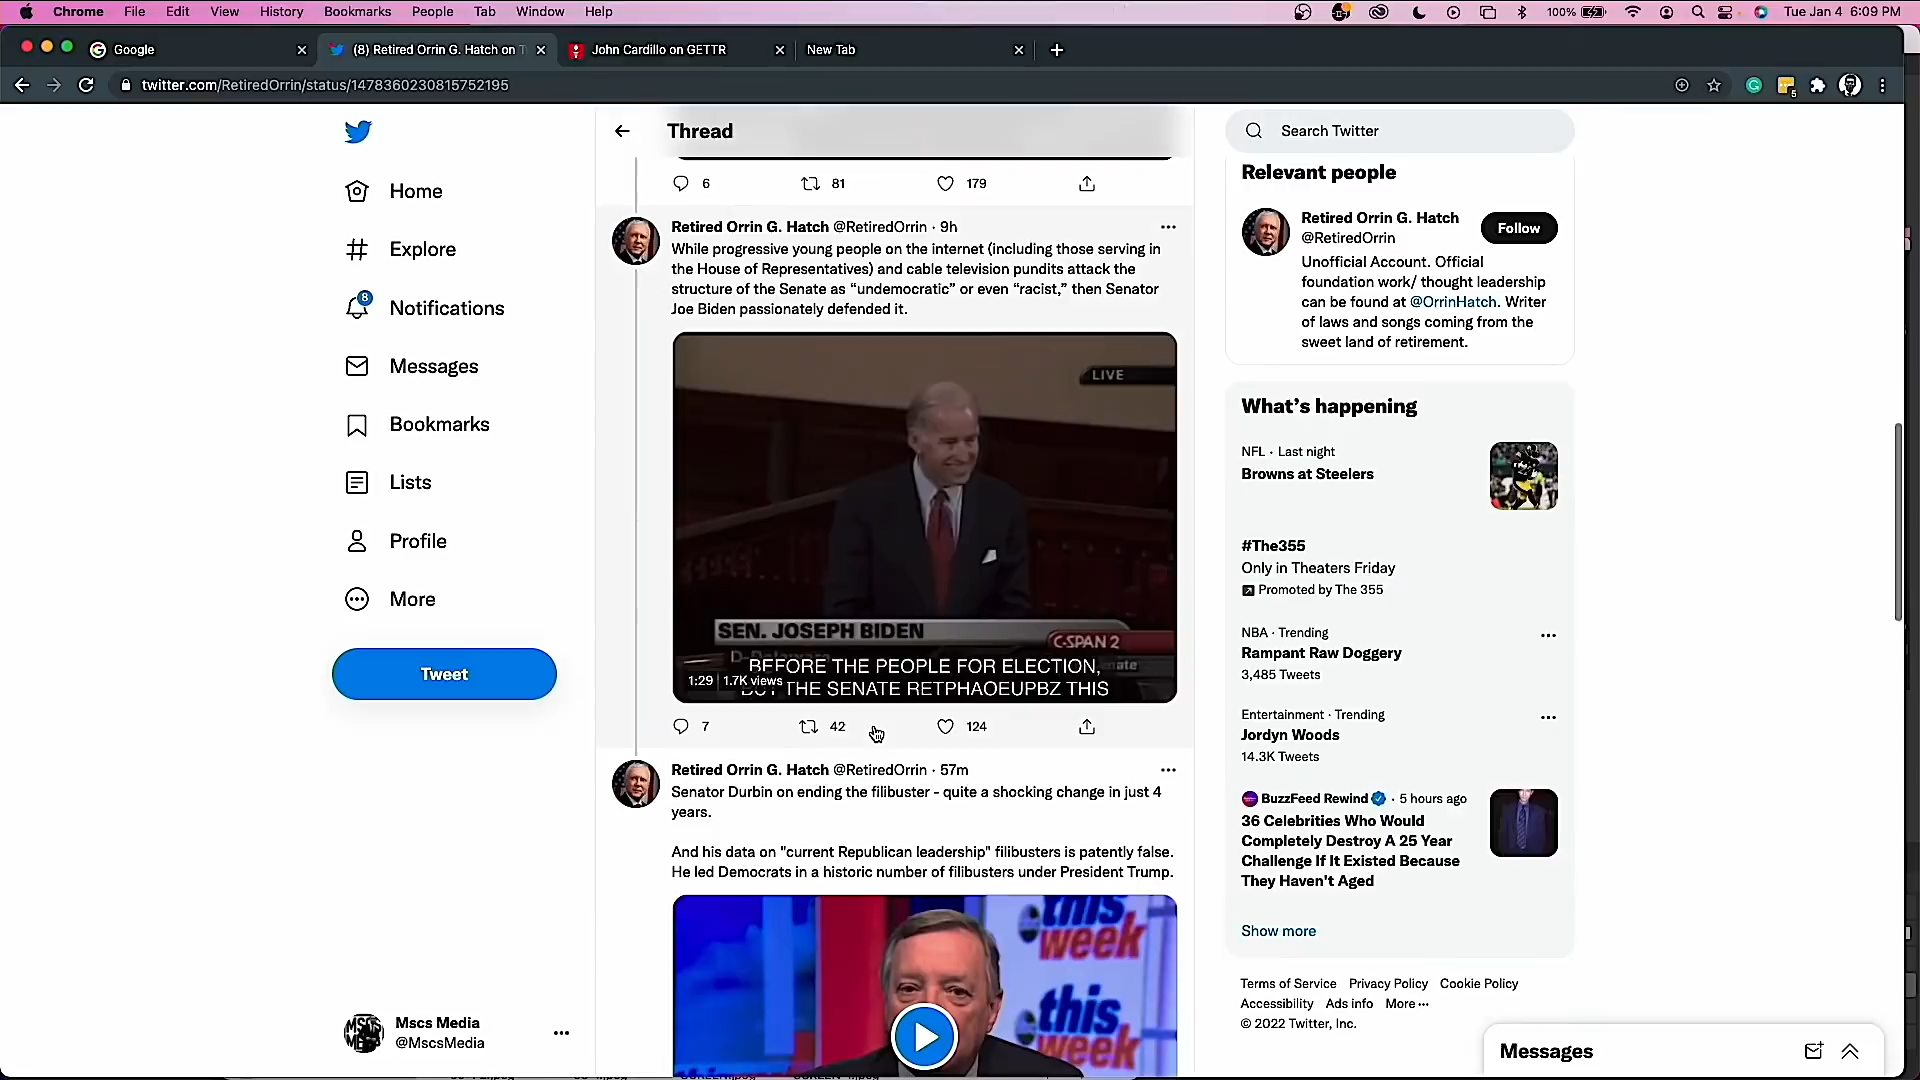 Chrome File Edit View History Bookmarks People Tab Window Help
100% Tue Jan 4 6:09 PM
Google
(8) Retired Orrin G. Hatch on T
John Cardillo on GETTR
New Tab
twitter.com/RetiredOrrin/status/1478360230815752195
5
Home
Explore
8
Notifications
Messages
Bookmarks
Lists
Profile
More
Tweet
Mscs Media
@MscsMedia
Thread
6 81 179
Retired Orrin G. Hatch @RetiredOrrin · 9h
While progressive young people on the internet (including those serving in
the House of Representatives) and cable television pundits attack the
structure of the Senate as “undemocratic” or even “racist,” then Senator
Joe Biden passionately defended it.
LIVE
SEN. JOSEPH BIDEN
C-SPAN 2
BEFORE THE PEOPLE FOR ELECTION,
1:29 1.7K views
THE SENATE RETPHAOEUPBZ THIS
7 42 124
Retired Orrin G. Hatch @RetiredOrrin · 57m
Senator Durbin on ending the filibuster - quite a shocking change in just 4
years.
And his data on "current Republican leadership" filibusters is patently false.
He led Democrats in a historic number of filibusters under President Trump.
this
week
this
week
Search Twitter
Relevant people
Retired Orrin G. Hatch
@RetiredOrrin
Follow
Unofficial Account. Official
foundation work/ thought leadership
can be found at @OrrinHatch. Writer
of laws and songs coming from the
sweet land of retirement.
What’s happening
NFL · Last night
Browns at Steelers
#The355
Only in Theaters Friday
Promoted by The 355
NBA · Trending
Rampant Raw Doggery
3,485 Tweets
Entertainment · Trending
Jordyn Woods
14.3K Tweets
BuzzFeed Rewind · 5 hours ago
36 Celebrities Who Would
Completely Destroy A 25 Year
Challenge If It Existed Because
They Haven't Aged
Show more
Terms of Service Privacy Policy Cookie Policy
Accessibility Ads info More ···
© 2022 Twitter, Inc.
Messages